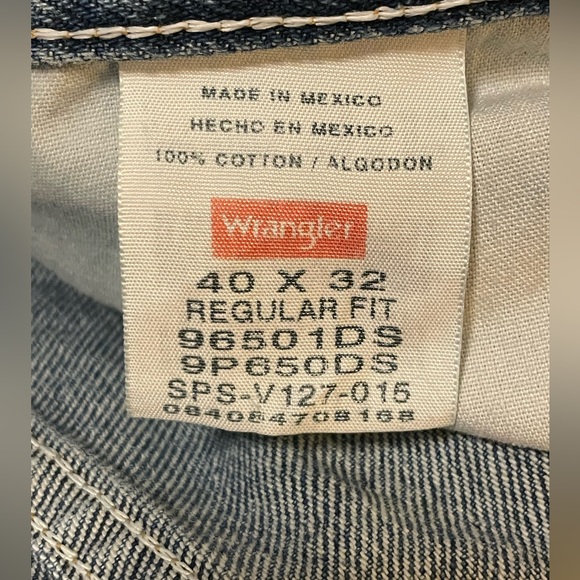 MADE IN MEXICO
HECHO EN MEXICO
100% COTTON / ALGODON
Wrangler
40 X 32
REGULAR FIT
96501DS
9P650DS
SPS-V127-015